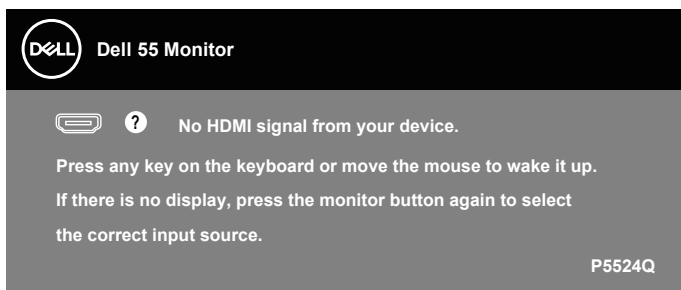 DELL Dell 55 Monitor
? No HDMI signal from your device.
Press any key on the keyboard or move the mouse to wake it up.
If there is no display, press the monitor button again to select
the correct input source.
P5524Q